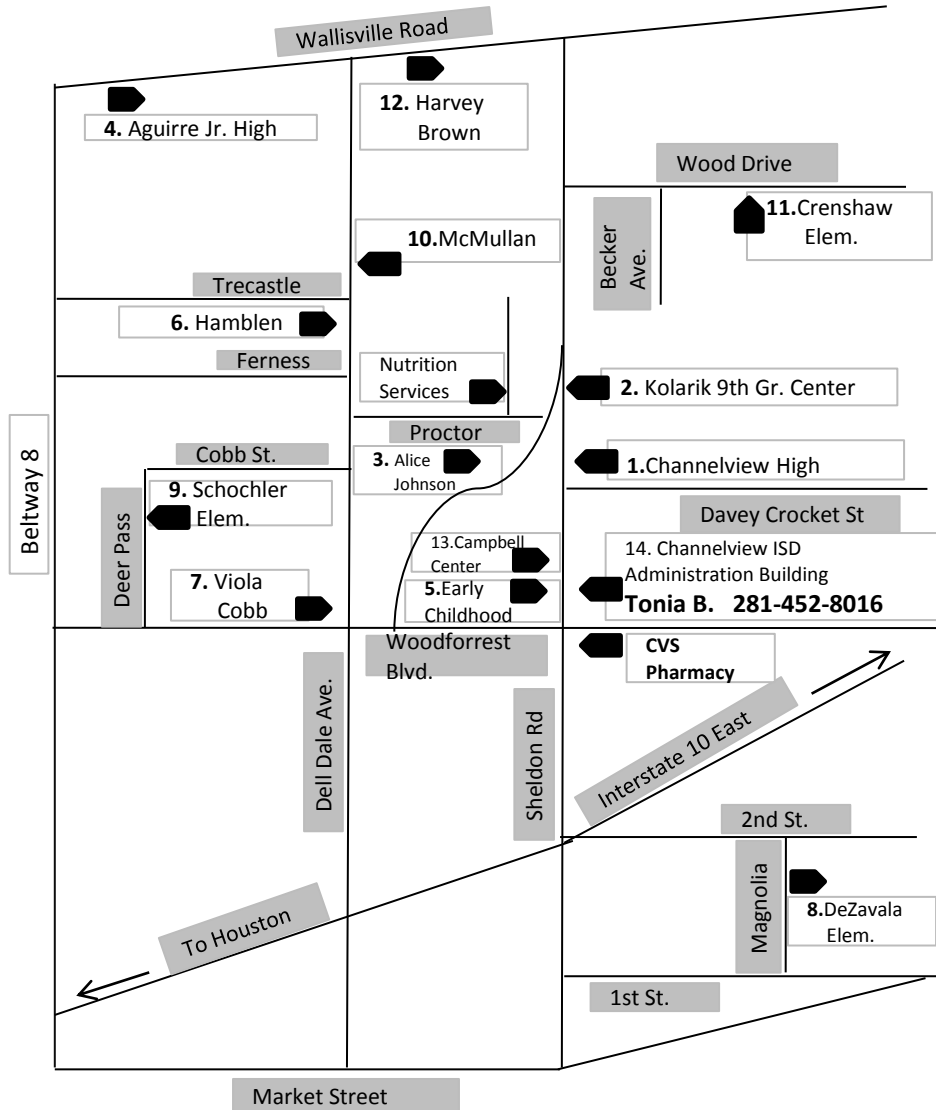 Wallisville Road
4. Aguirre Jr. High
12. Harvey
Brown
Wood Drive
11.Crenshaw
Elem.
Becker
Ave.
10.McMullan
Trecastle
6. Hamblen
Ferness
Nutrition
Services
2. Kolarik 9th Gr. Center
Beltway 8
Proctor
Cobb St.
3. Alice
Johnson
1.Channelview High
9. Schochler
Elem.
Davey Crocket St
Deer Pass
13.Campbell
Center
14. Channelview ISD
Administration Building
Tonia B. 281-452-8016
7. Viola
Cobb
5.Early
Childhood
Woodforrest
Blvd.
CVS
Pharmacy
Dell Dale Ave.
Sheldon Rd
Interstate 10 East
2nd St.
Magnolia
8.DeZavala
Elem.
To Houston
1st St.
Market Street